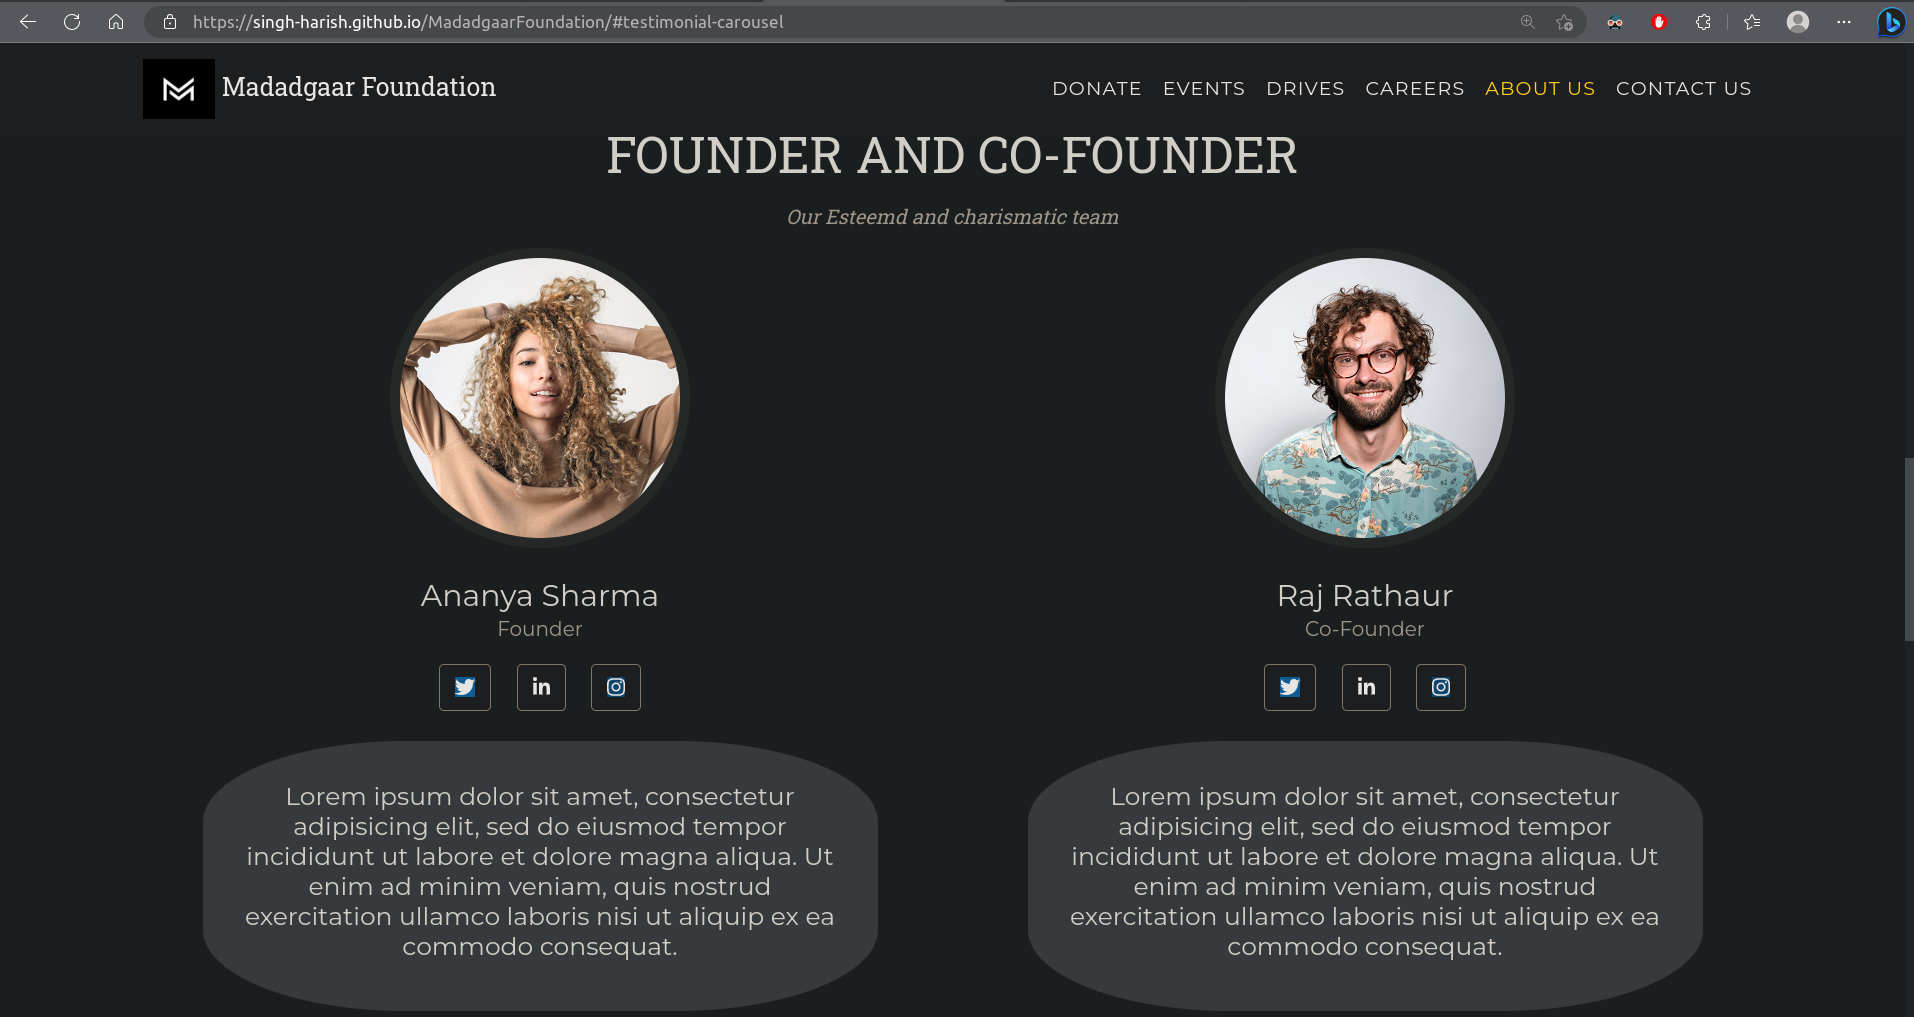 https://singh-harish.github.io/MadadgaarFoundation/#testimonial-carousel
Madadgaar Foundation
DONATE EVENTS DRIVES CAREERS ABOUT US CONTACT US
FOUNDER AND CO-FOUNDER
Our Esteemd and charismatic team
Ananya Sharma
Founder
in
Lorem ipsum dolor sit amet, consectetur
adipisicing elit, sed do eiusmod tempor
incididunt ut labore et dolore magna aliqua. Ut
enim ad minim veniam, quis nostrud
exercitation ullamco laboris nisi ut aliquip ex ea
commodo consequat.
Raj Rathaur
Co-Founder
in
Lorem ipsum dolor sit amet, consectetur
adipisicing elit, sed do eiusmod tempor
incididunt ut labore et dolore magna aliqua. Ut
enim ad minim veniam, quis nostrud
exercitation ullamco laboris nisi ut aliquip ex ea
commodo consequat.